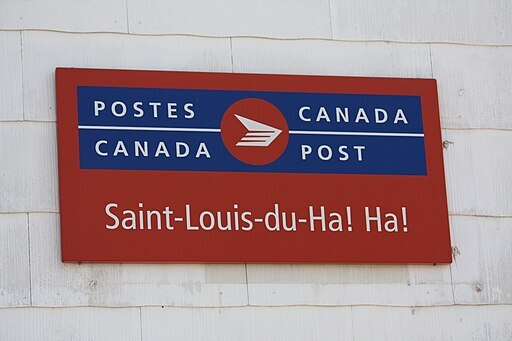 POSTES CANADA
CANADA POST
Saint-Louis-du-Ha! Ha!